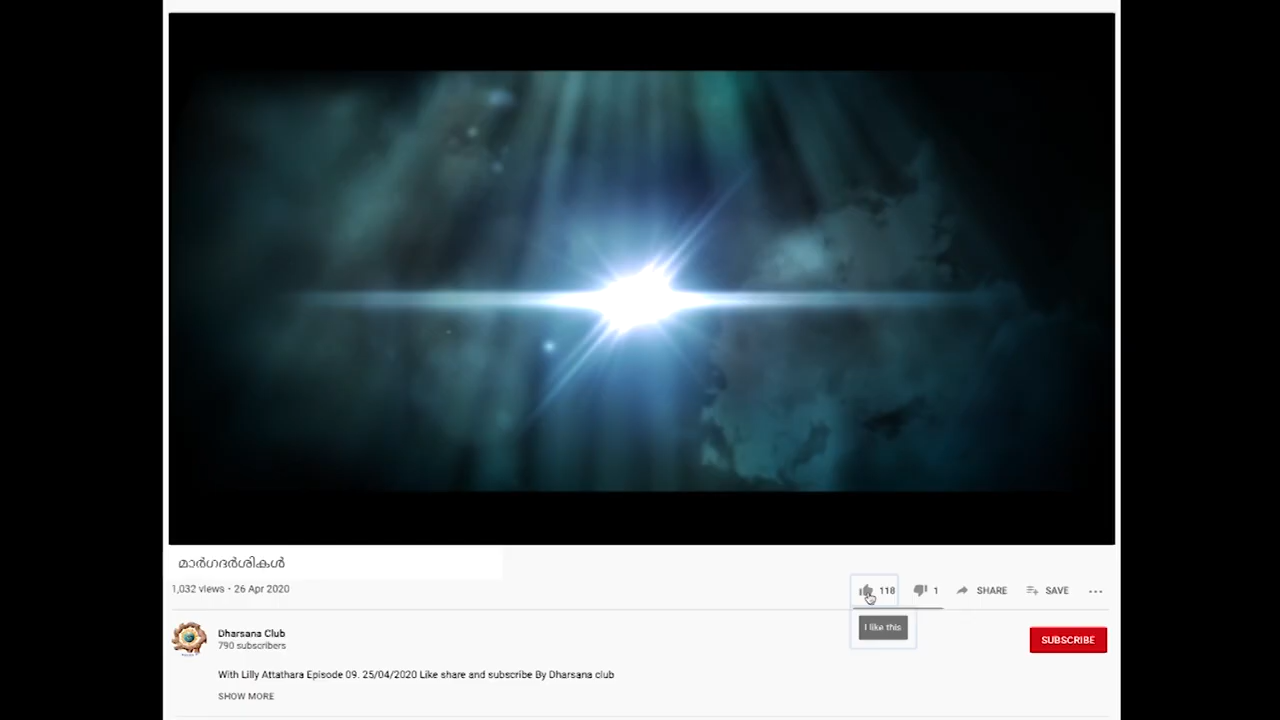 മാർഗദർശികൾ
1,032 views • 26 Apr 2020
118
1
SHARE
SAVE
I like this
Dharsana Club
790 subscribers
SUBSCRIBE
With Lilly Attathara Episode 09. 25/04/2020 Like share and subscribe By Dharsana club
SHOW MORE